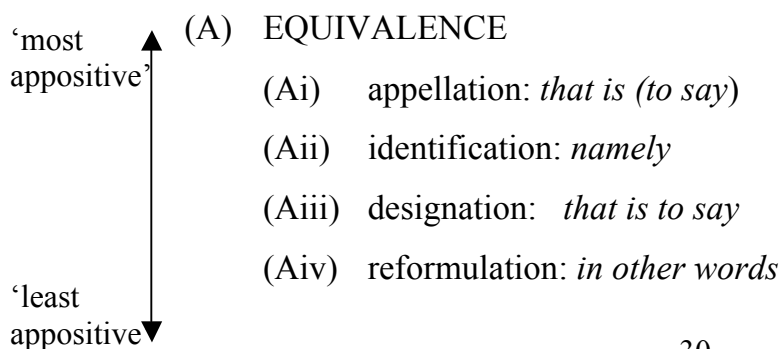 (A) EQUIVALENCE
‘most
appositive’
(Ai) appellation: that is (to say)
(Aii) identification: namely
(Aiii) designation: that is to say
(Aiv) reformulation: in other words
‘least
appositive
30